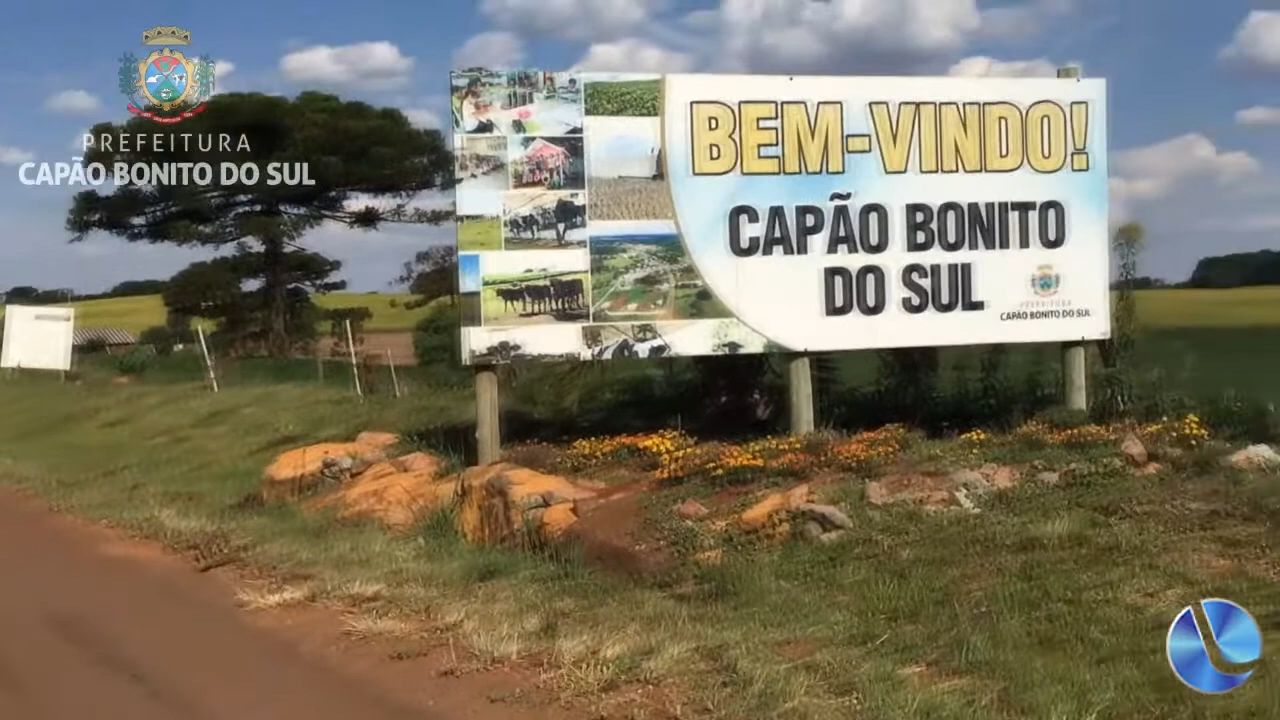 PREFEITURA
CAPÃO BONITO DO SUL
BEM-VINDO!
CAPÃO BONITO
DO SUL
PREFEITURA
CAPÃO BONITO DO SUL